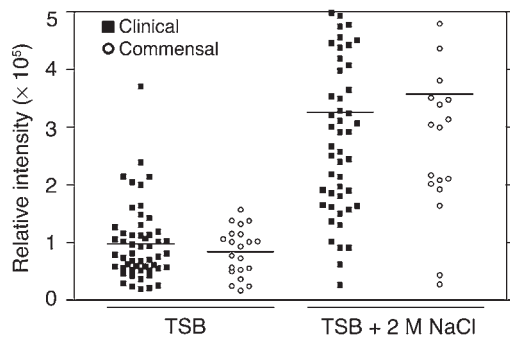 Relative intensity (× 10⁵)
5
4
3
2
1
0
Clinical
Commensal
TSB
TSB + 2 M NaCl